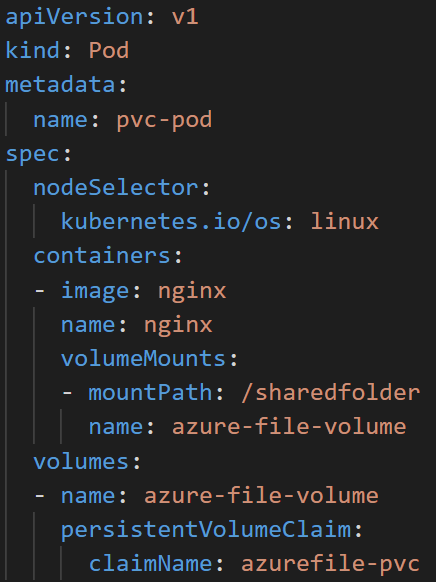 apiVersion: v1
kind: Pod
metadata:
  name: pvc-pod
spec:
  nodeSelector:
    kubernetes.io/os: linux
  containers:
  - image: nginx
    name: nginx
    volumeMounts:
    - mountPath: /sharedfolder
      name: azure-file-volume
  volumes:
  - name: azure-file-volume
    persistentVolumeClaim:
      claimName: azurefile-pvc